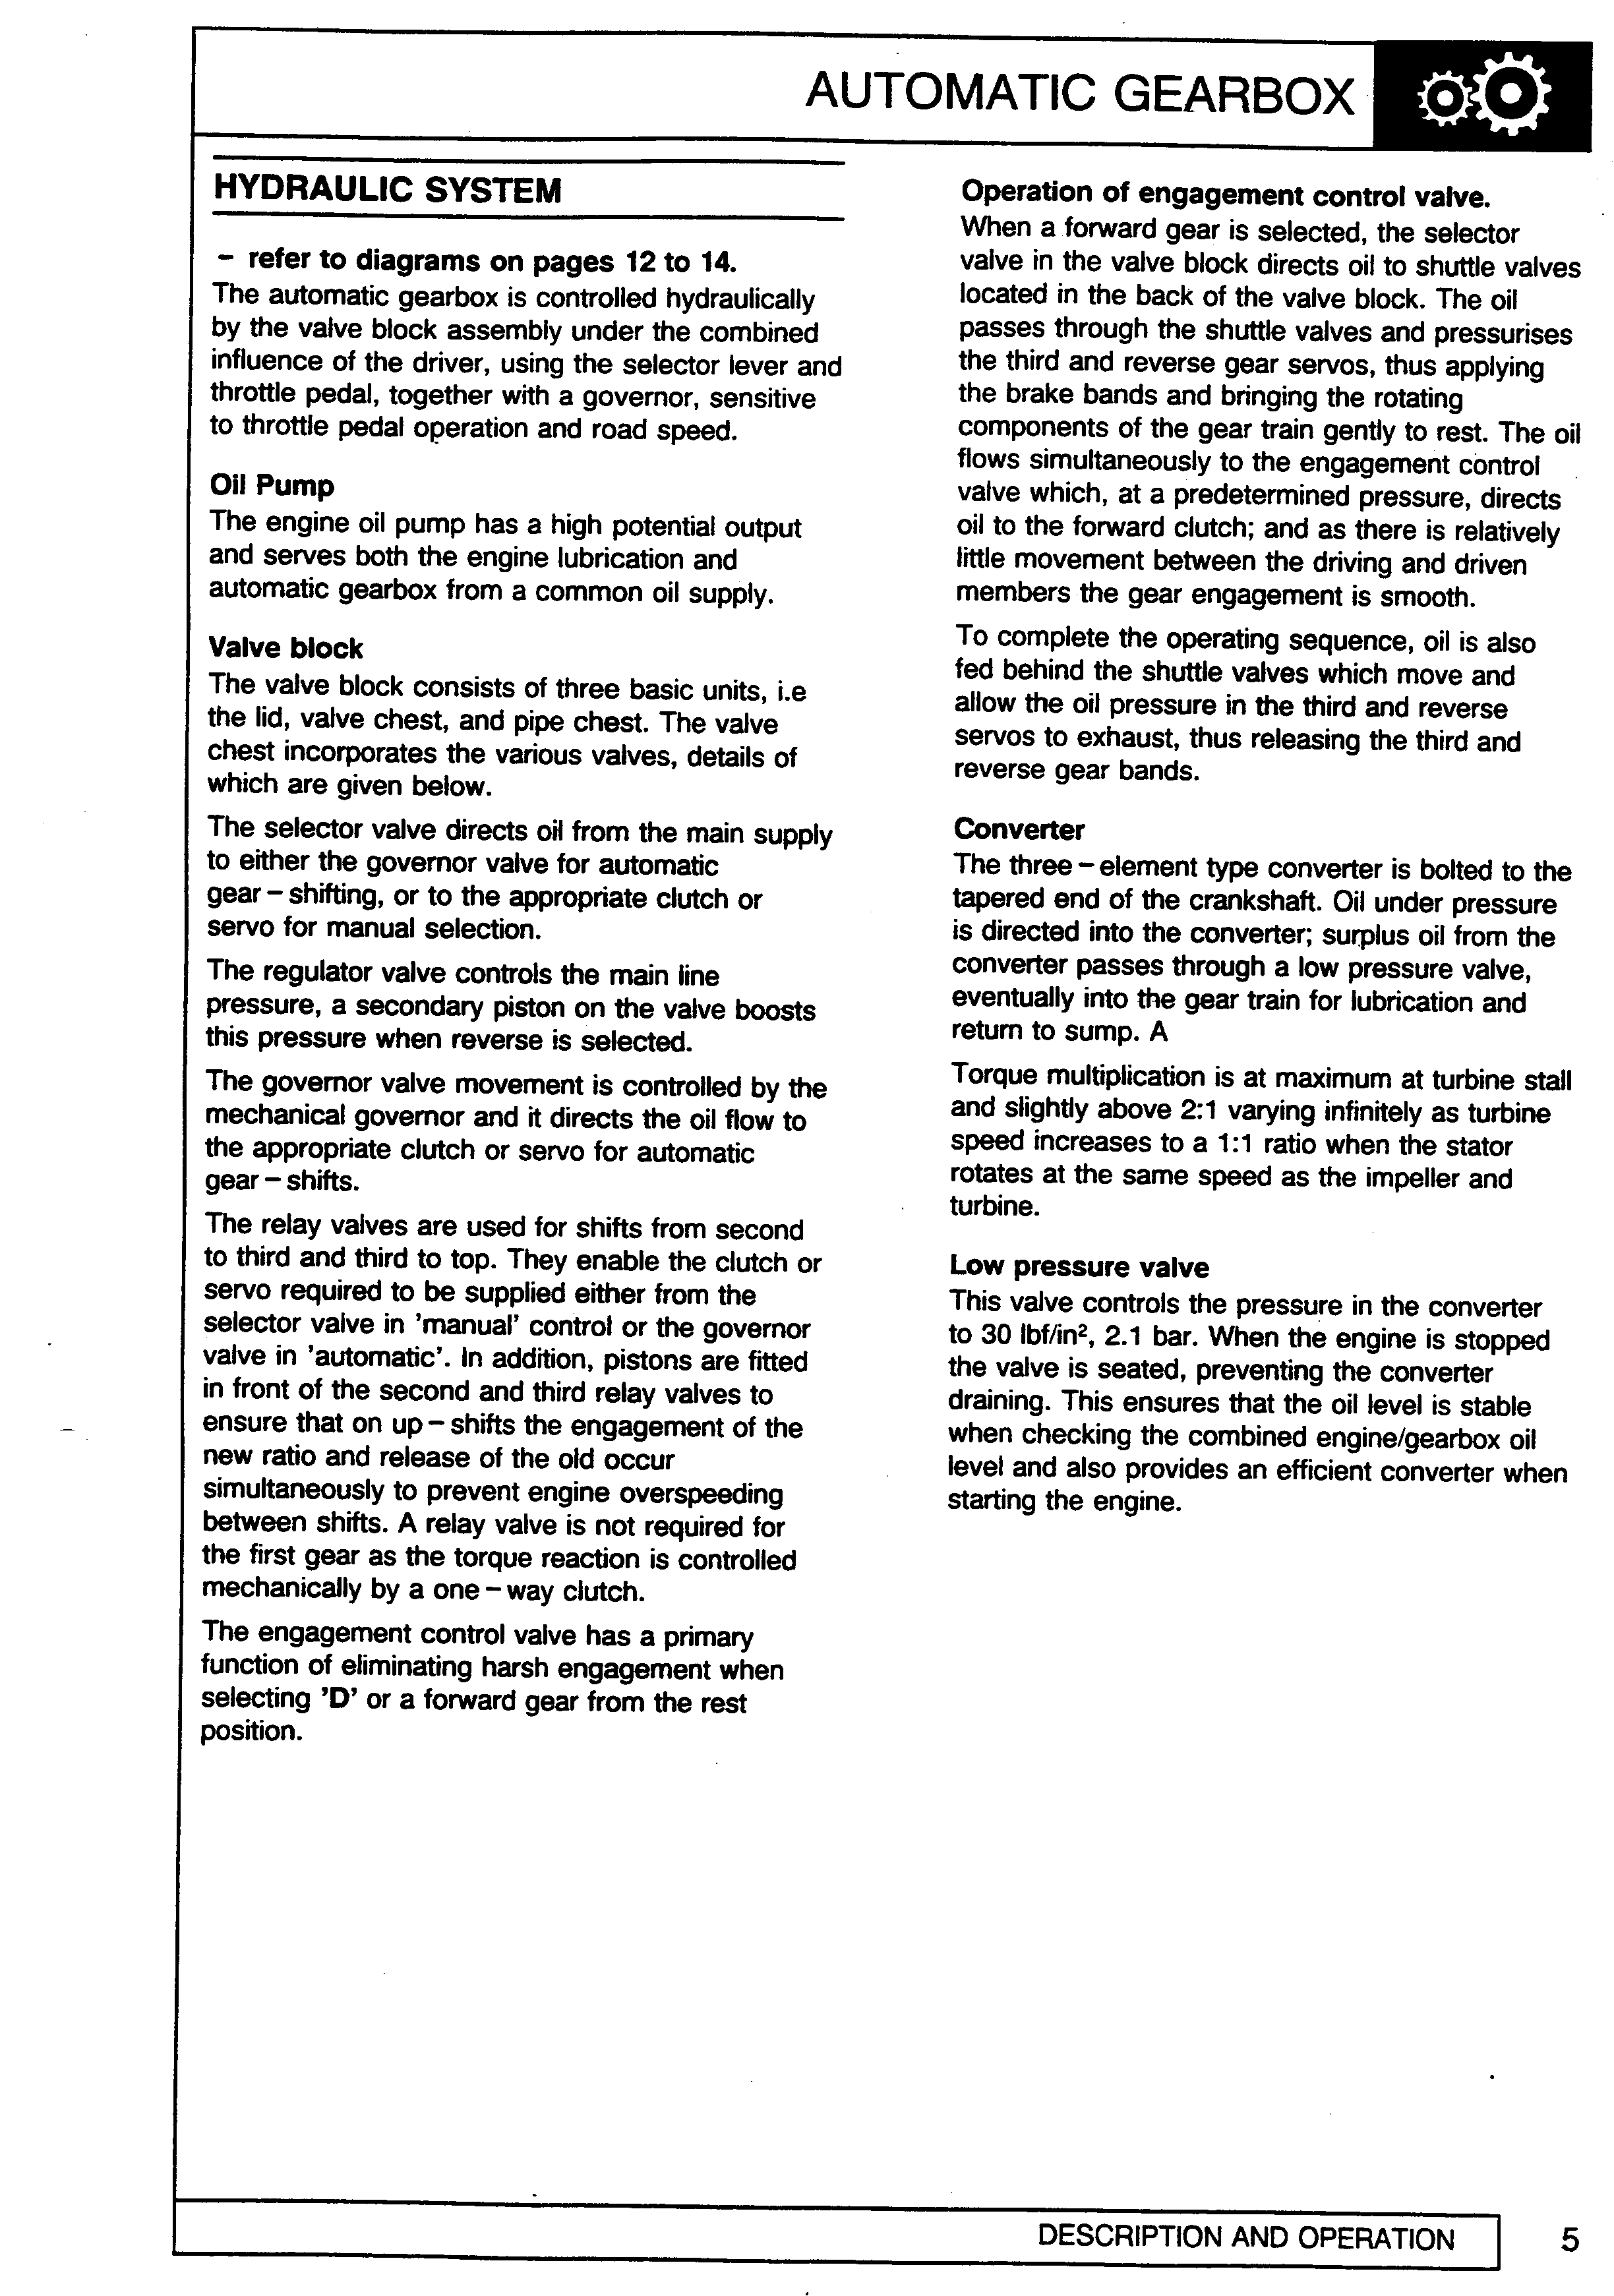 AUTOMATIC GEARBOX
HYDRAULIC SYSTEM
– refer to diagrams on pages 12 to 14.
The automatic gearbox is controlled hydraulically
by the valve block assembly under the combined
influence of the driver, using the selector lever and
throttle pedal, together with a governor, sensitive
to throttle pedal operation and road speed.
Oil Pump
The engine oil pump has a high potential output
and serves both the engine lubrication and
automatic gearbox from a common oil supply.
Valve block
The valve block consists of three basic units, i.e
the lid, valve chest, and pipe chest. The valve
chest incorporates the various valves, details of
which are given below.
The selector valve directs oil from the main supply
to either the governor valve for automatic
gear – shifting, or to the appropriate clutch or
servo for manual selection.
The regulator valve controls the main line
pressure, a secondary piston on the valve boosts
this pressure when reverse is selected.
The governor valve movement is controlled by the
mechanical governor and it directs the oil flow to
the appropriate clutch or servo for automatic
gear – shifts.
The relay valves are used for shifts from second
to third and third to top. They enable the clutch or
servo required to be supplied either from the
selector valve in 'manual' control or the governor
valve in 'automatic'. In addition, pistons are fitted
in front of the second and third relay valves to
ensure that on up – shifts the engagement of the
new ratio and release of the old occur
simultaneously to prevent engine overspeeding
between shifts. A relay valve is not required for
the first gear as the torque reaction is controlled
mechanically by a one – way clutch.
The engagement control valve has a primary
function of eliminating harsh engagement when
selecting 'D' or a forward gear from the rest
position.
Operation of engagement control valve.
When a forward gear is selected, the selector
valve in the valve block directs oil to shuttle valves
located in the back of the valve block. The oil
passes through the shuttle valves and pressurises
the third and reverse gear servos, thus applying
the brake bands and bringing the rotating
components of the gear train gently to rest. The oil
flows simultaneously to the engagement control
valve which, at a predetermined pressure, directs
oil to the forward clutch; and as there is relatively
little movement between the driving and driven
members the gear engagement is smooth.
To complete the operating sequence, oil is also
fed behind the shuttle valves which move and
allow the oil pressure in the third and reverse
servos to exhaust, thus releasing the third and
reverse gear bands.
Converter
The three – element type converter is bolted to the
tapered end of the crankshaft. Oil under pressure
is directed into the converter; surplus oil from the
converter passes through a low pressure valve,
eventually into the gear train for lubrication and
return to sump. A
Torque multiplication is at maximum at turbine stall
and slightly above 2:1 varying infinitely as turbine
speed increases to a 1:1 ratio when the stator
rotates at the same speed as the impeller and
turbine.
Low pressure valve
This valve controls the pressure in the converter
to 30 lbf/in², 2.1 bar. When the engine is stopped
the valve is seated, preventing the converter
draining. This ensures that the oil level is stable
when checking the combined engine/gearbox oil
level and also provides an efficient converter when
starting the engine.
DESCRIPTION AND OPERATION
5